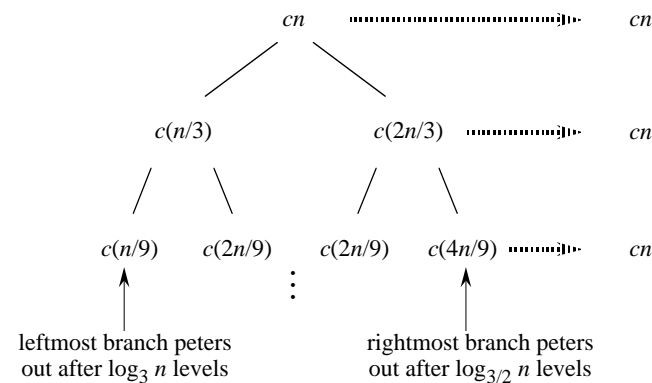 cn cn
c(n/3) c(2n/3) cn
c(n/9) c(2n/9) c(2n/9) c(4n/9) cn
leftmost branch peters
out after log₃ n levels
rightmost branch peters
out after log₃/₂ n levels